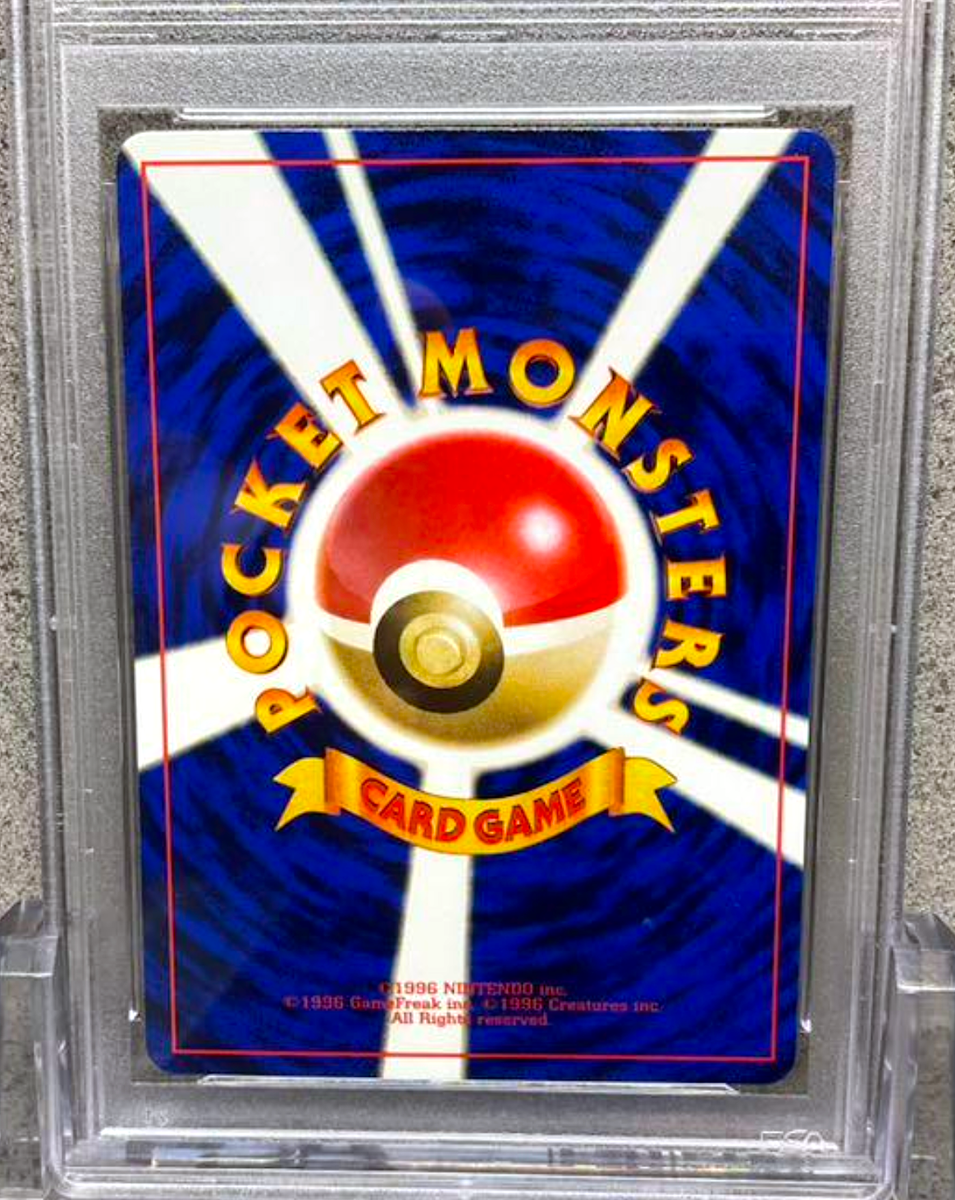 POCKET MONSTERS
CARD GAME
©1996 NINTENDO inc.
©1996 GameFreak inc. ©1996 Creatures inc.
All Rights reserved.